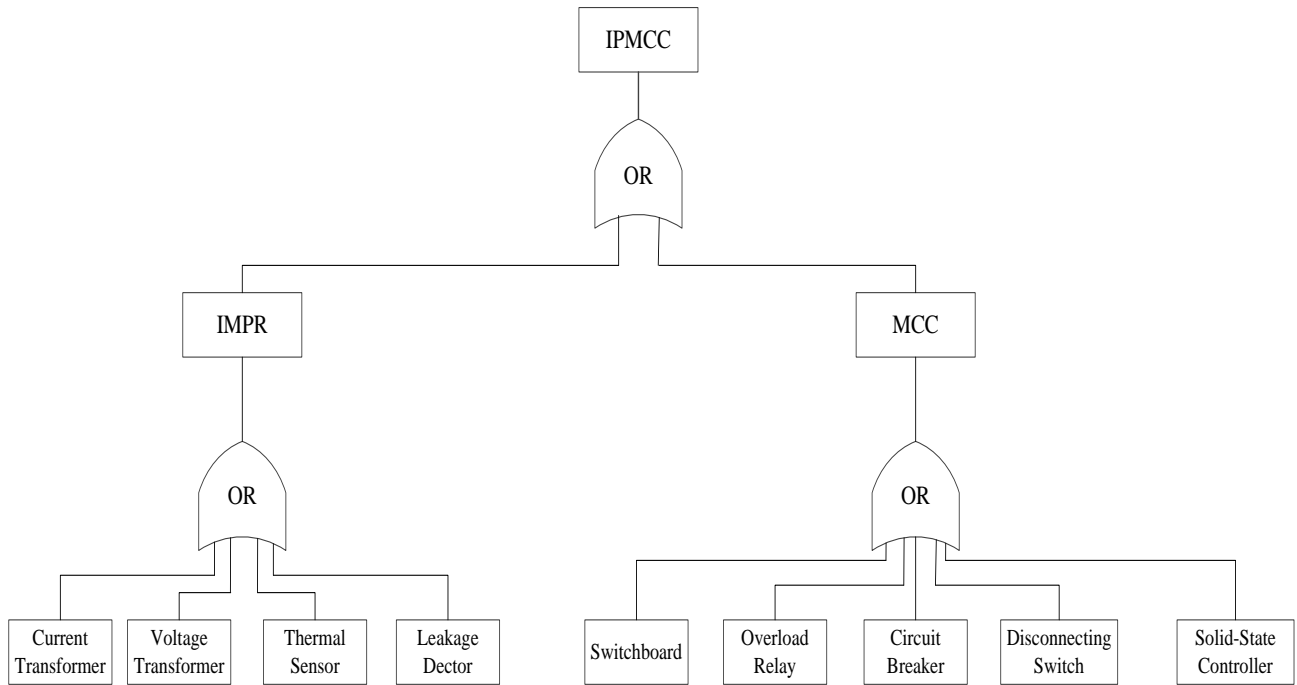 IPMCC
OR
IMPR
MCC
OR
OR
Current
Transformer
Voltage
Transformer
Thermal
Sensor
Leakage
Dector
Switchboard
Overload
Relay
Circuit
Breaker
Disconnecting
Switch
Solid-State
Controller